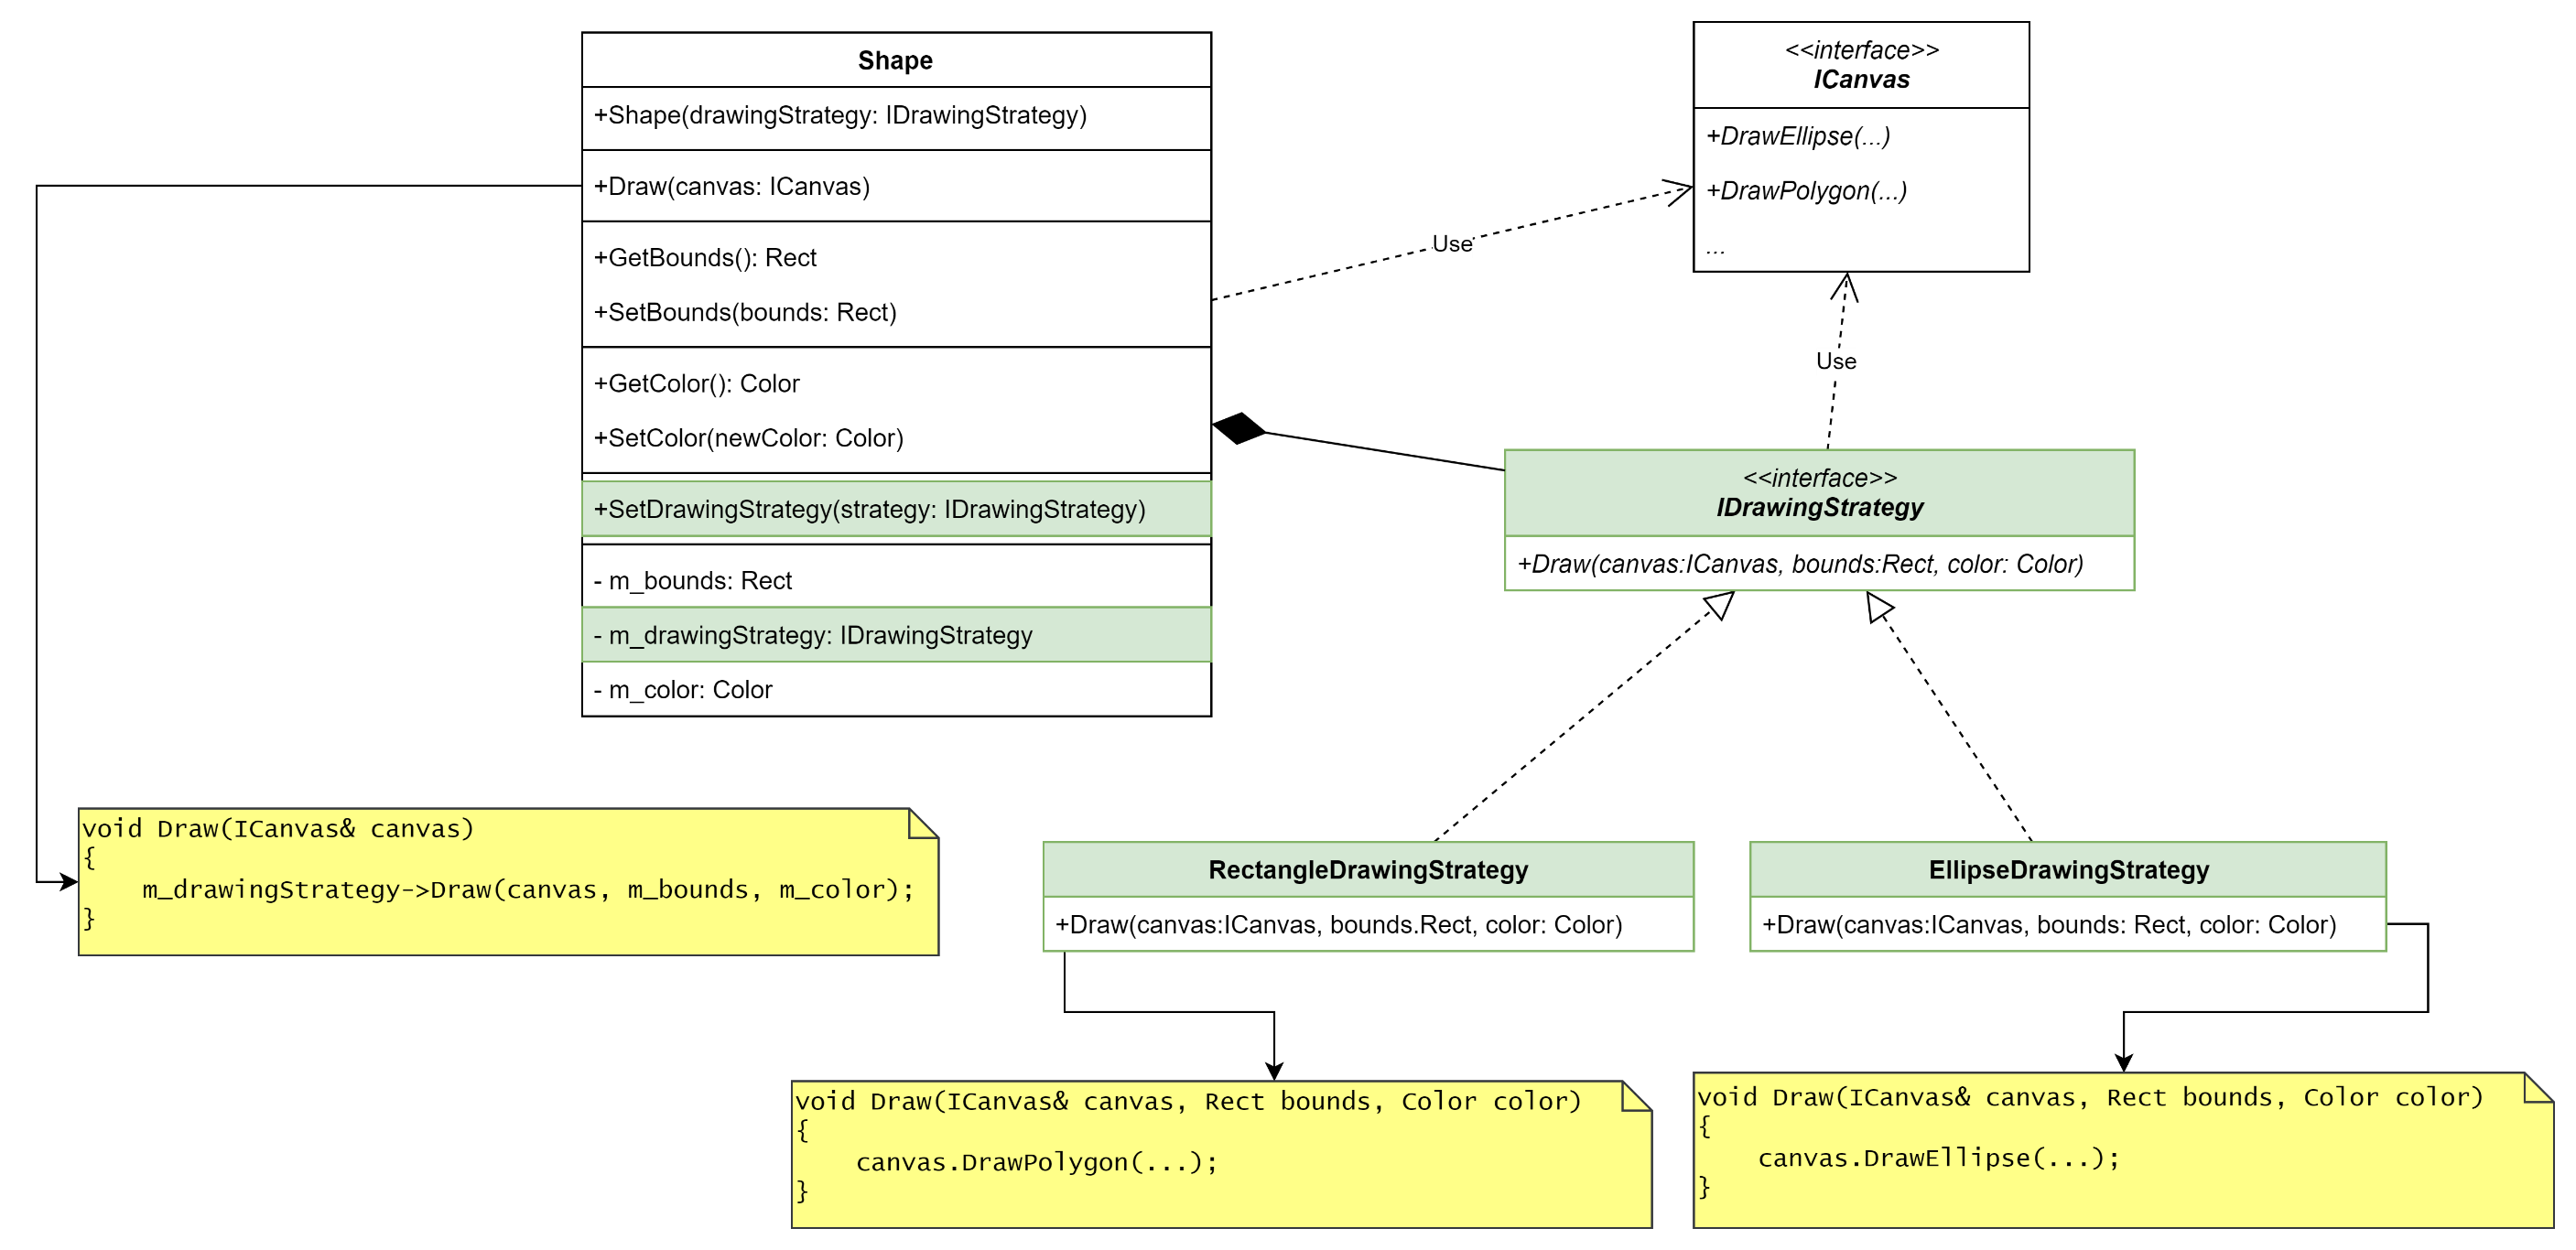 Shape
+Shape(drawingStrategy: IDrawingStrategy)
+Draw(canvas: ICanvas)
+GetBounds(): Rect
+SetBounds(bounds: Rect)
+GetColor(): Color
+SetColor(newColor: Color)
+SetDrawingStrategy(strategy: IDrawingStrategy)
- m_bounds: Rect
- m_drawingStrategy: IDrawingStrategy
- m_color: Color
<<interface>>
ICanvas
+DrawEllipse(...)
+DrawPolygon(...)
...
Use
Use
<<interface>>
IDrawingStrategy
+Draw(canvas:ICanvas, bounds:Rect, color: Color)
void Draw(ICanvas& canvas)
{
    m_drawingStrategy->Draw(canvas, m_bounds, m_color);
}
RectangleDrawingStrategy
+Draw(canvas:ICanvas, bounds.Rect, color: Color)
EllipseDrawingStrategy
+Draw(canvas:ICanvas, bounds: Rect, color: Color)
void Draw(ICanvas& canvas, Rect bounds, Color color)
{
    canvas.DrawPolygon(...);
}
void Draw(ICanvas& canvas, Rect bounds, Color color)
{
    canvas.DrawEllipse(...);
}